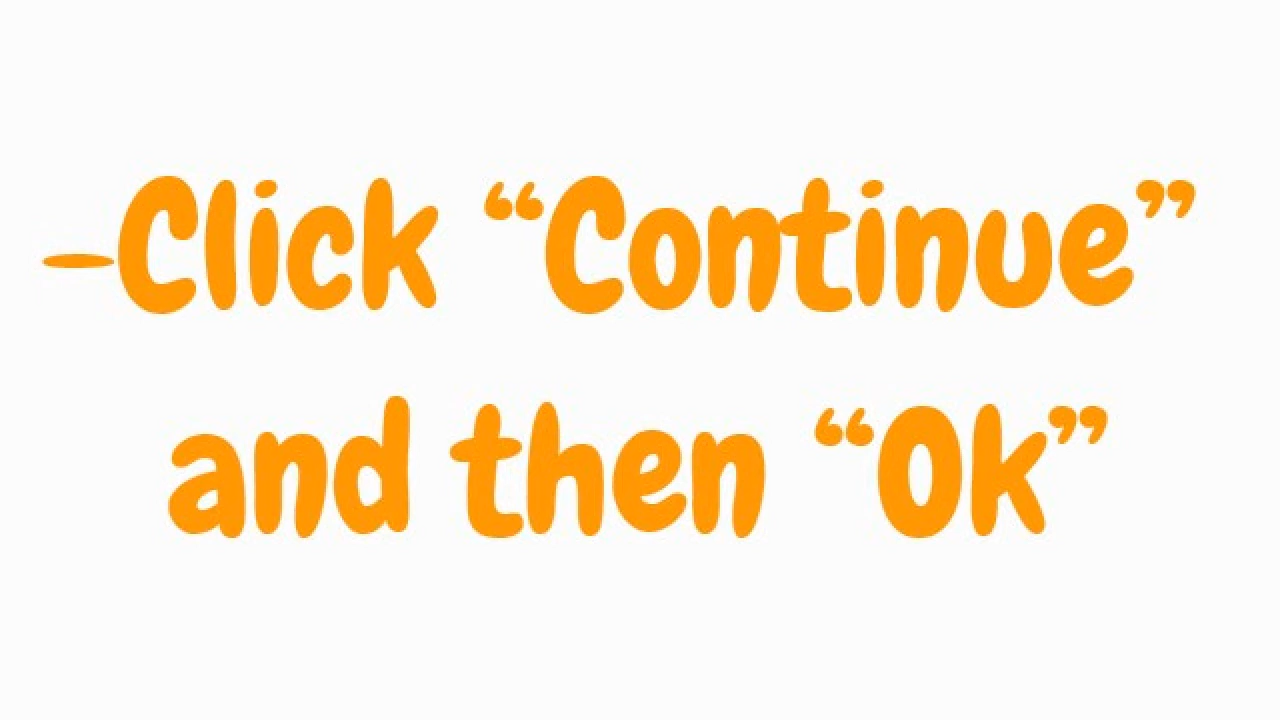 -Click “Continue”
and then “Ok”